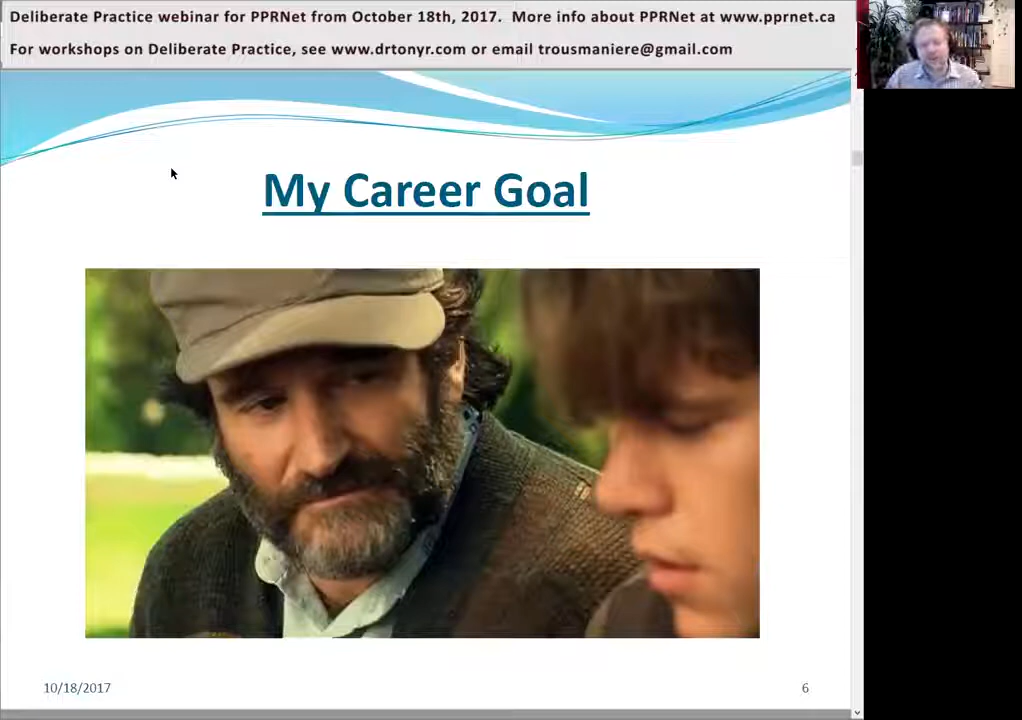 Deliberate Practice webinar for PPRNet from October 18th, 2017. More info about PPRNet at www.pprnet.ca
For workshops on Deliberate Practice, see www.drtonyr.com or email trousmaniere@gmail.com
My Career Goal
10/18/2017
6